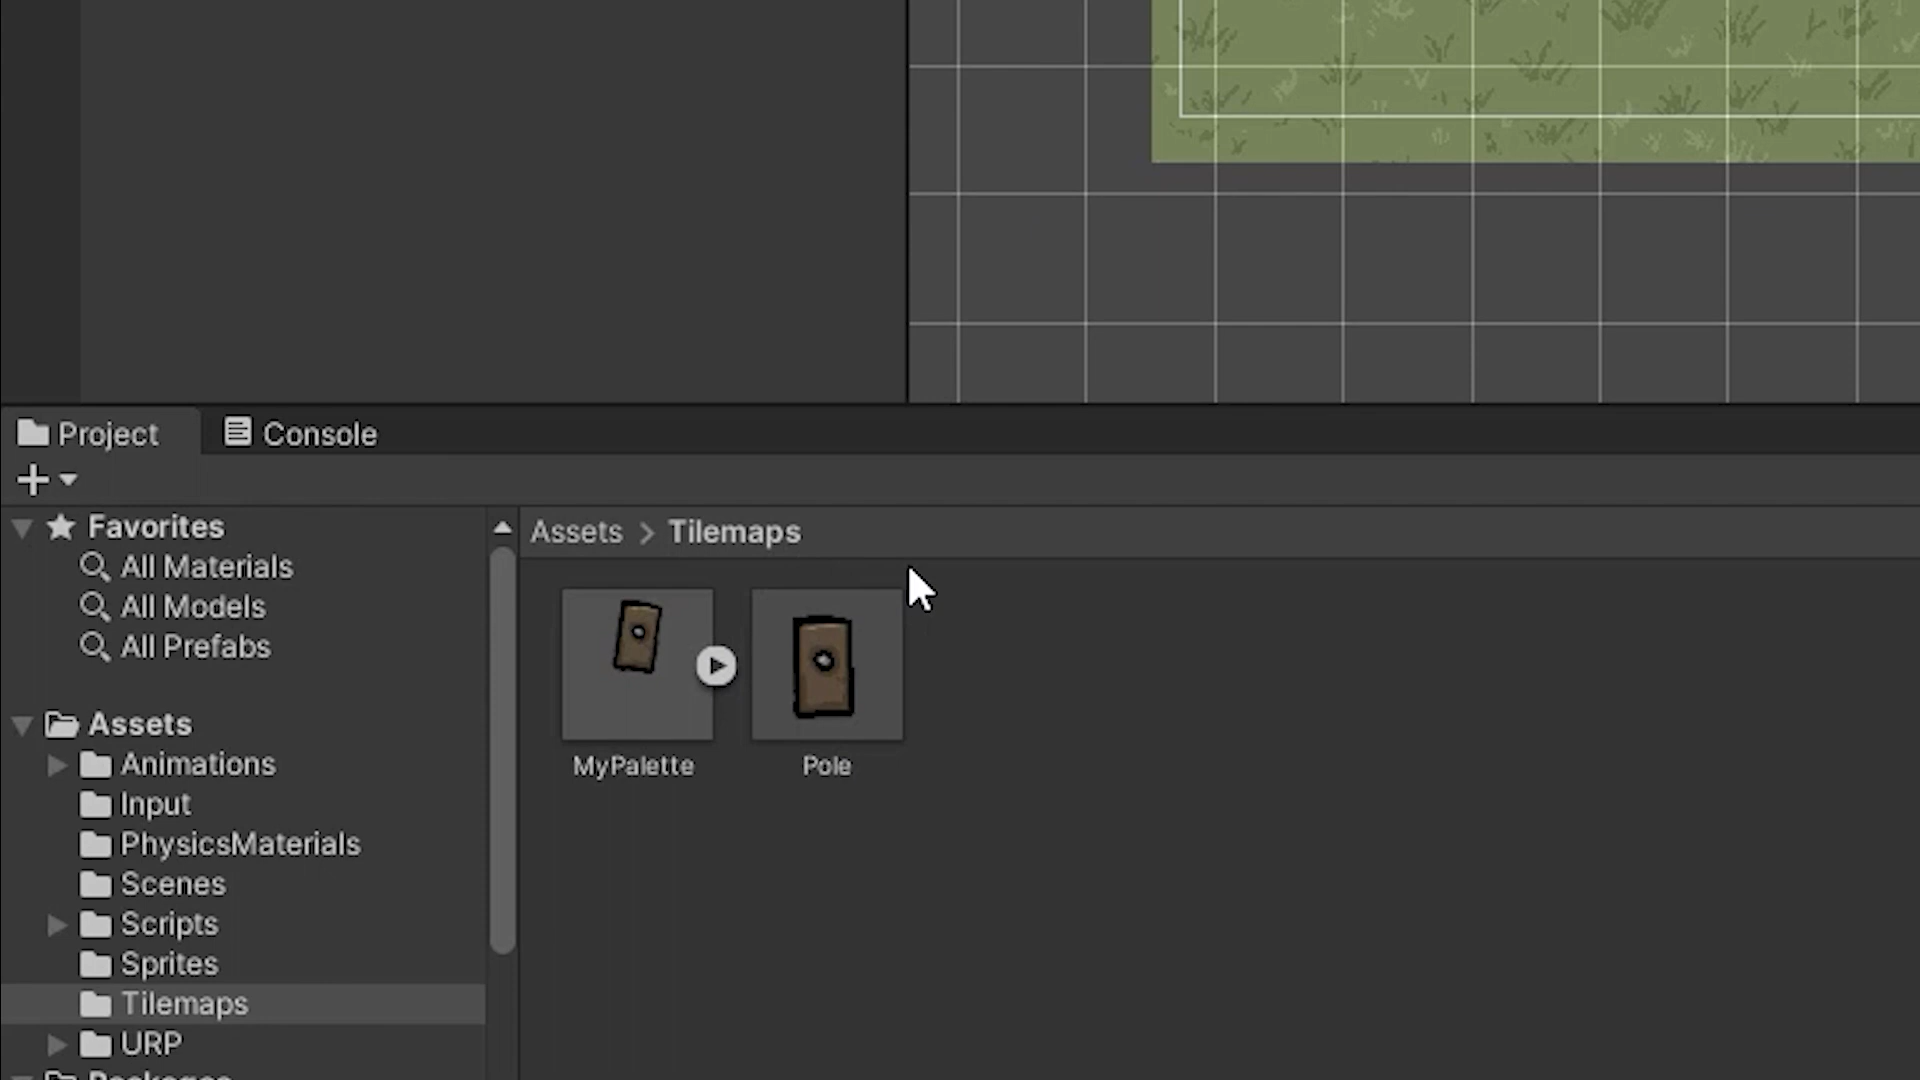 Project
Console
Favorites
All Materials
All Models
All Prefabs
Assets
Animations
Input
PhysicsMaterials
Scenes
Scripts
Sprites
Tilemaps
URP
Packages
Assets > Tilemaps
MyPalette
Pole